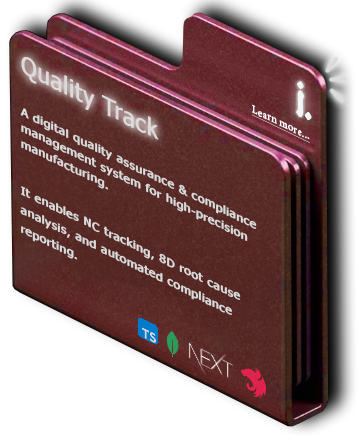 i.
Learn more...
Quality Track
A digital quality assurance & compliance
management system for high-precision
manufacturing.
It enables NC tracking, 8D root cause
analysis, and automated compliance
reporting.
TS
NEXT